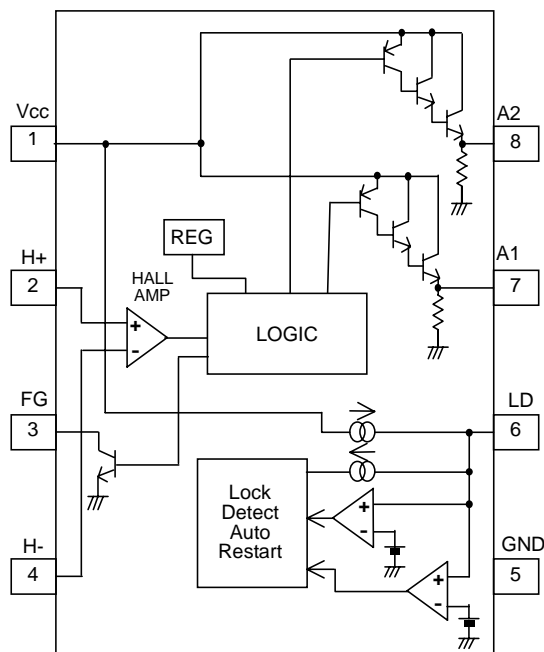 Vcc
1
A2
8
REG
H+
2
HALL
AMP
+
-
LOGIC
A1
7
FG
3
LD
6
Lock
Detect
Auto
Restart
+
-
H-
4
+
-
GND
5